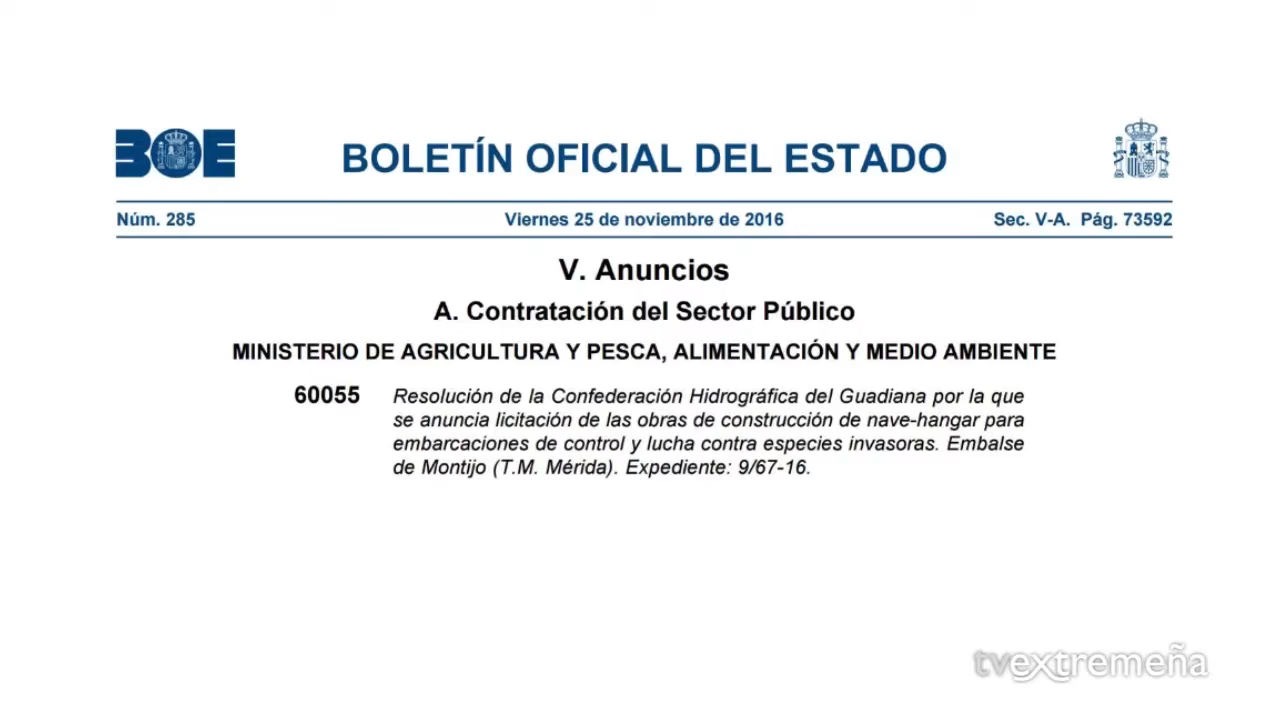 BOE
BOLETÍN OFICIAL DEL ESTADO
Núm. 285
Viernes 25 de noviembre de 2016
Sec. V-A. Pág. 73592
V. Anuncios
A. Contratación del Sector Público
MINISTERIO DE AGRICULTURA Y PESCA, ALIMENTACIÓN Y MEDIO AMBIENTE
60055
Resolución de la Confederación Hidrográfica del Guadiana por la que
se anuncia licitación de las obras de construcción de nave-hangar para
embarcaciones de control y lucha contra especies invasoras. Embalse
de Montijo (T.M. Mérida). Expediente: 9/67-16.
tvextremeña